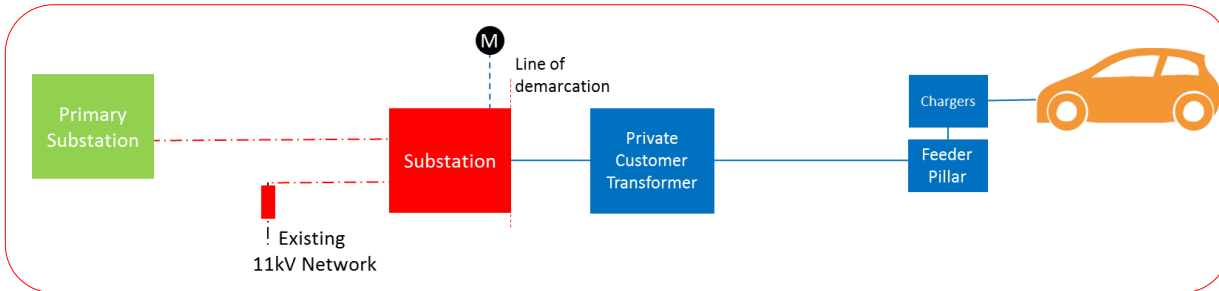 M
Line of
demarcation
Primary
Substation
Substation
Private
Customer
Transformer
Chargers
Feeder
Pillar
Existing
11kV Network